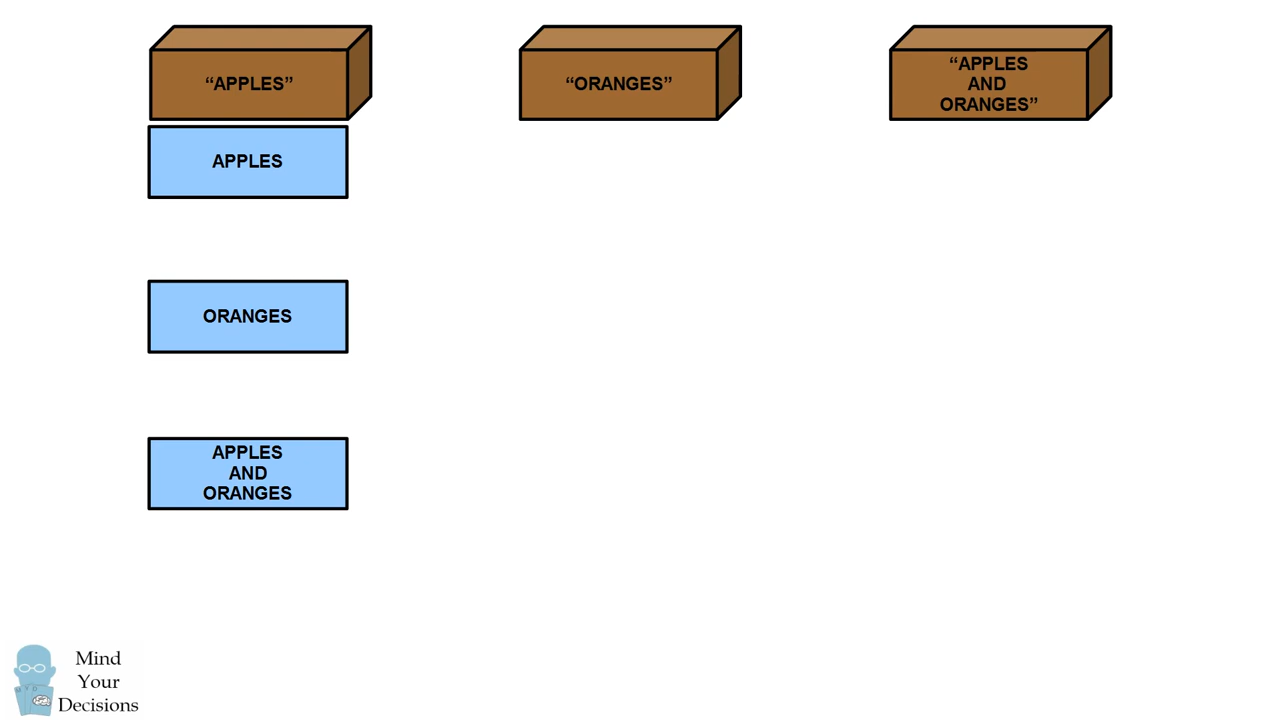 “APPLES”
“ORANGES”
“APPLES
AND
ORANGES”
APPLES
ORANGES
APPLES
AND
ORANGES
Mind
Your
Decisions